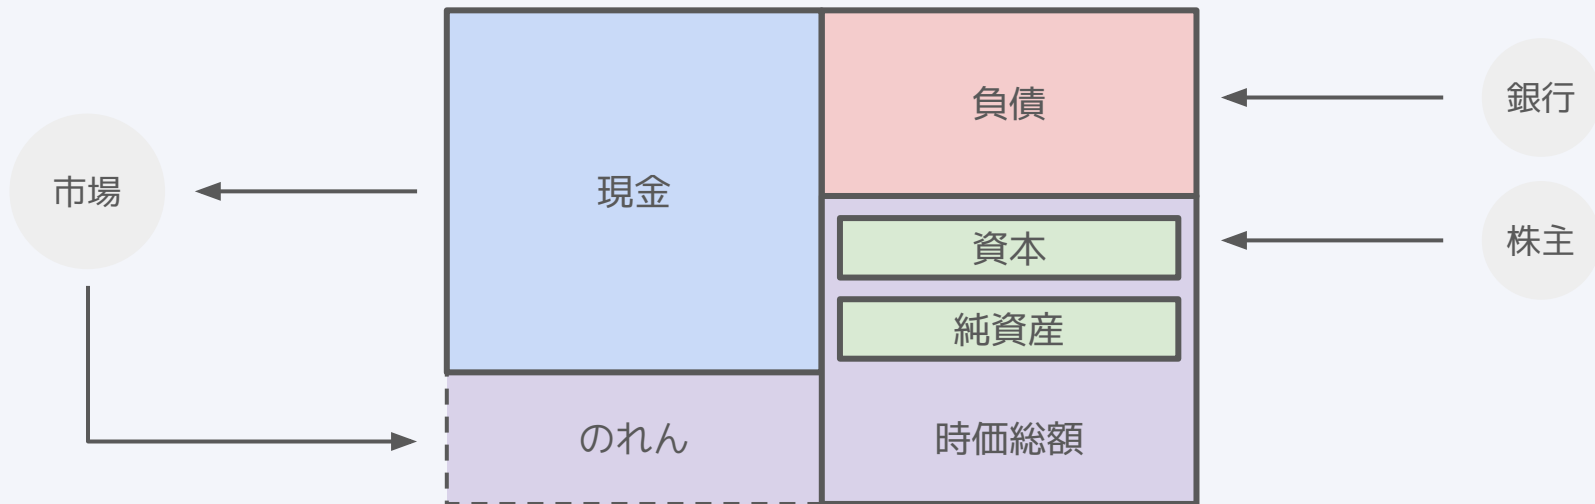 負債
銀行
市場
現金
資本
株主
純資産
のれん
時価総額